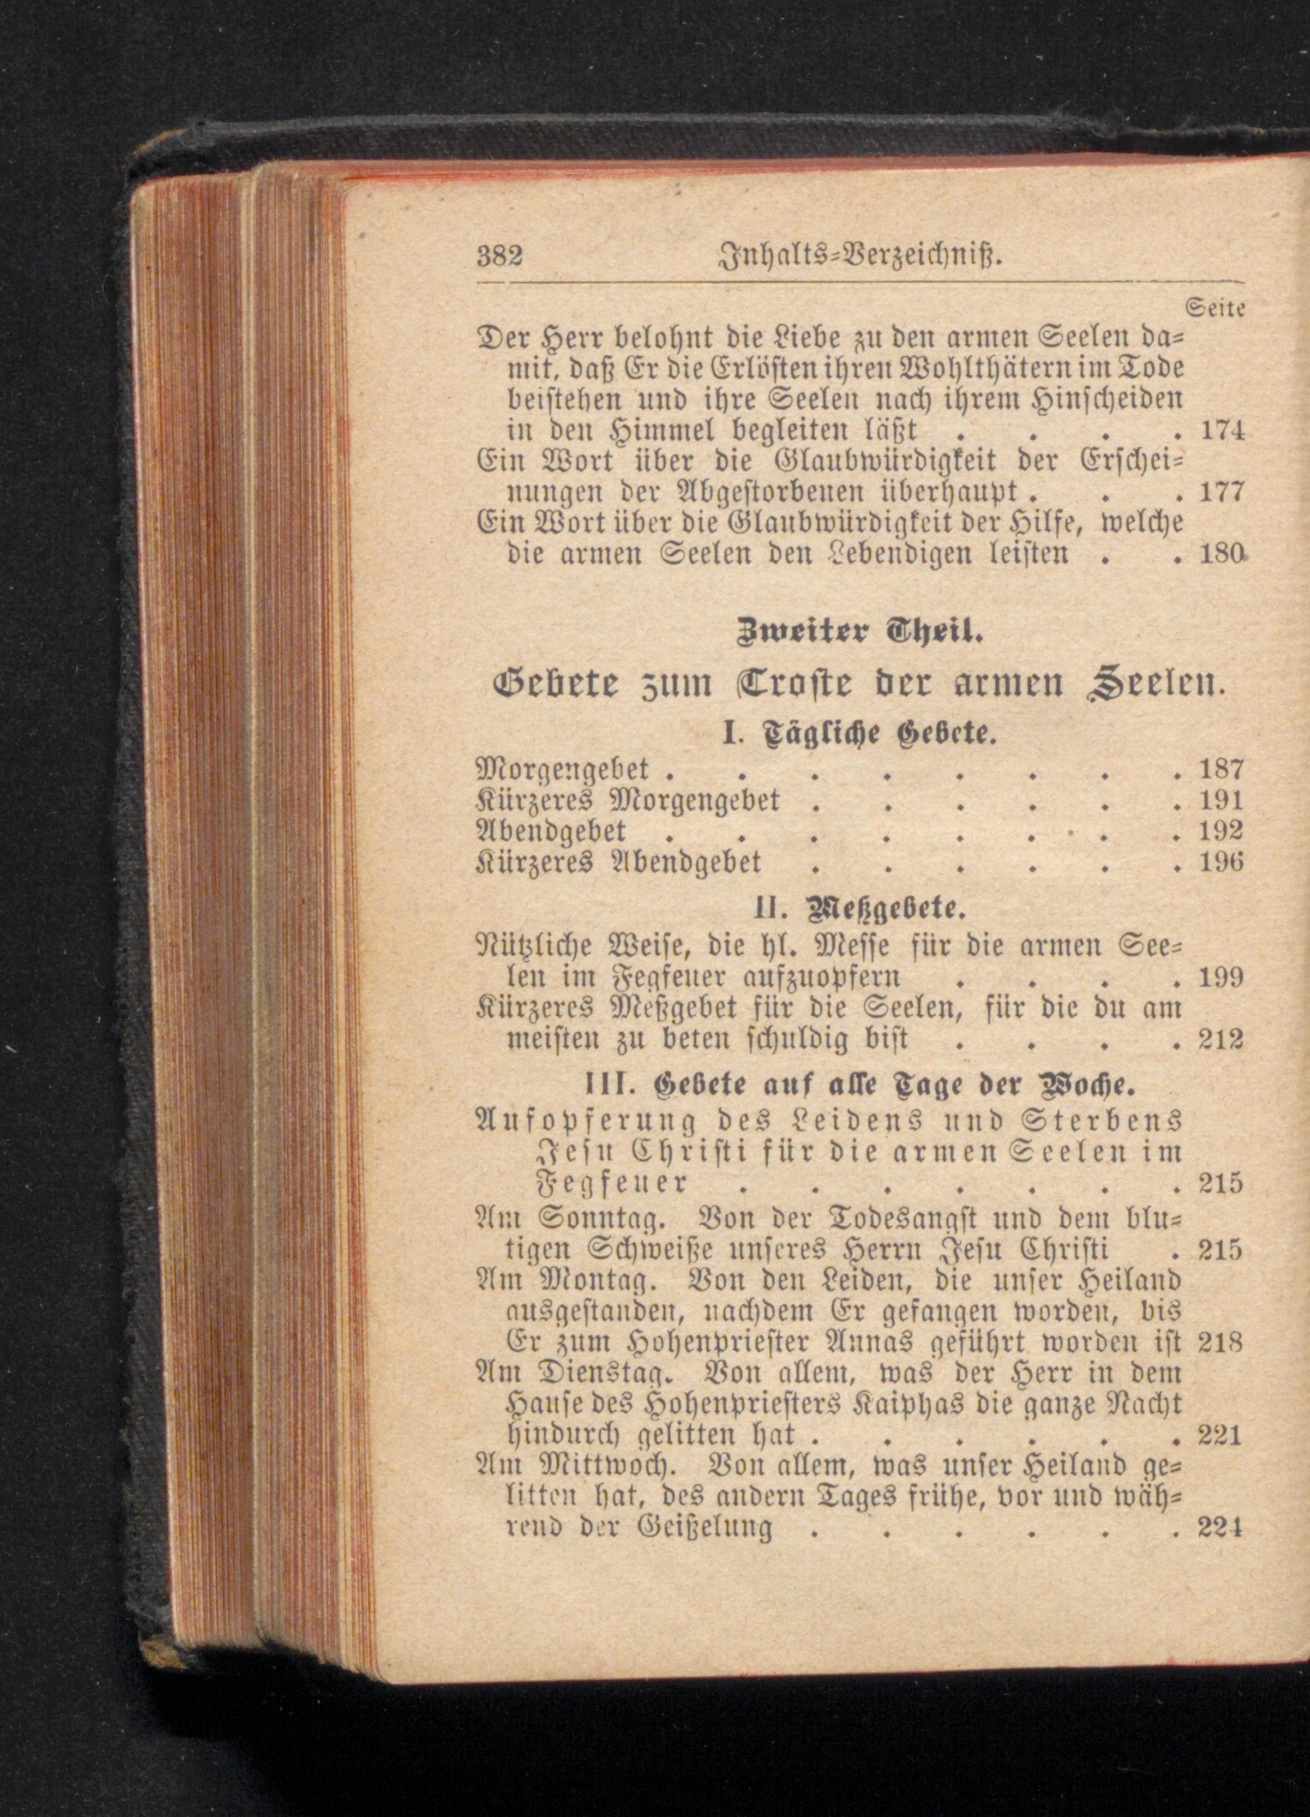 382 Inhalts-Verzeichniß.
Seite
Der Herr belohnt die Liebe zu den armen Seelen da-
mit, daß Er die Erlösten ihren Wohlthätern im Tode
beistehen und ihre Seelen nach ihrem Hinscheiden
in den Himmel begleiten läßt . . . . 174
Ein Wort über die Glaubwürdigkeit der Erschei-
nungen der Abgestorbenen überhaupt . . . 177
Ein Wort über die Glaubwürdigkeit der Hilfe, welche
die armen Seelen den Lebendigen leisten . . 180
Zweiter Theil.
Gebete zum Troste der armen Seelen.
I. Tägliche Gebete.
Morgengebet . . . . . . . . 187
Kürzeres Morgengebet . . . . . . 191
Abendgebet . . . . . . . . 192
Kürzeres Abendgebet . . . . . . 196
II. Meßgebete.
Nützliche Weise, die hl. Messe für die armen See-
len im Fegfeuer aufzuopfern . . . . 199
Kürzeres Meßgebet für die Seelen, für die du am
meisten zu beten schuldig bist . . . . 212
III. Gebete auf alle Tage der Woche.
Aufopferung des Leidens und Sterbens
Jesu Christi für die armen Seelen im
Fegfeuer . . . . . . . 215
Am Sonntag. Von der Todesangst und dem blu-
tigen Schweiße unseres Herrn Jesu Christi . 215
Am Montag. Von den Leiden, die unser Heiland
ausgestanden, nachdem Er gefangen worden, bis
Er zum Hohenpriester Annas geführt worden ist 218
Am Dienstag. Von allem, was der Herr in dem
Hause des Hohenpriesters Kaiphas die ganze Nacht
hindurch gelitten hat . . . . . . 221
Am Mittwoch. Von allem, was unser Heiland ge-
litten hat, des andern Tages frühe, vor und wäh-
rend der Geißelung . . . . . . 224